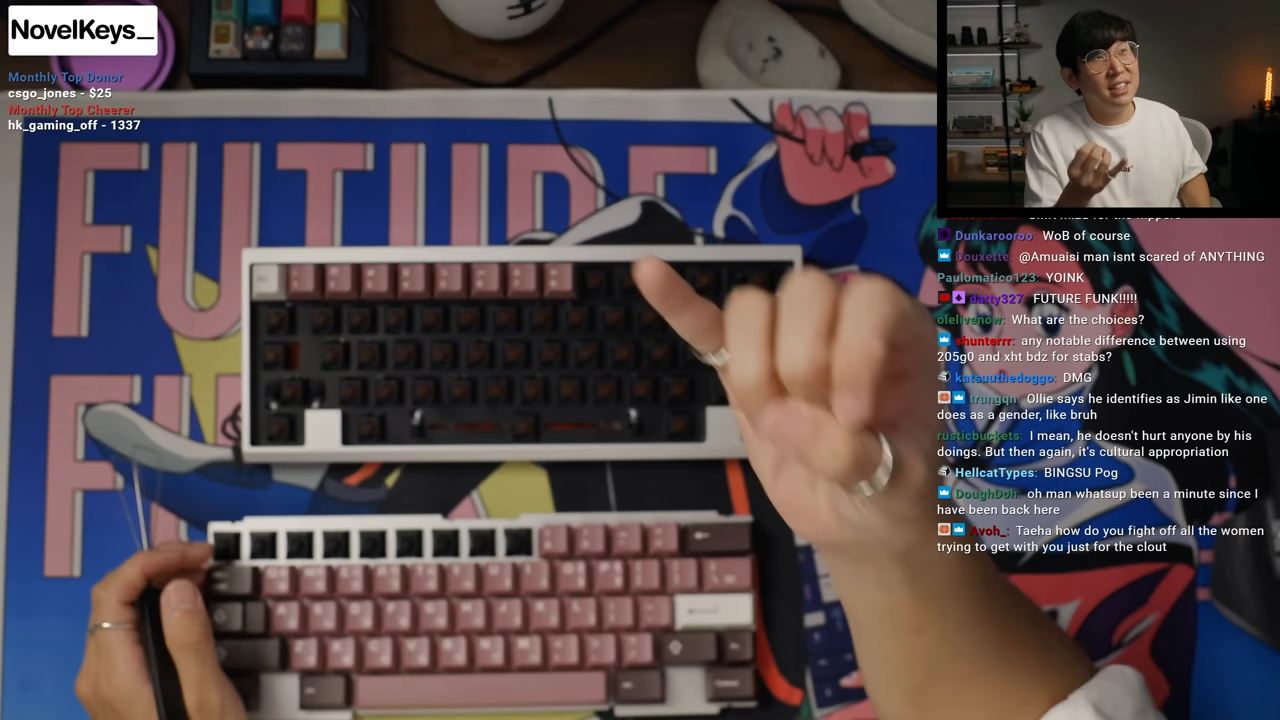 NovelKeys_
Monthly Top Donor
csgo_jones - $25
Monthly Top Cheerer
hk_gaming_off - 1337
FUTURE
FU
Dunkarooroo: WoB of course
Douxette: @Amuaisi man isnt scared of ANYTHING
Paulomatico123: YOINK
datty327 FUTURE FUNK!!!!!
olelivenow: What are the choices?
shunterrr: any notable difference between using
205g0 and xht bdz for stabs?
katsuuthedoggo: DMG
trungqn: Ollie says he identifies as Jimin like one
does as a gender, like bruh
rusticbuckets: I mean, he doesn't hurt anyone by his
doings. But then again, it's cultural appropriation
HellcatTypes: BINGSU Pog
DoughDoh: oh man whatsup been a minute since I
have been back here
Avoh_: Taeha how do you fight off all the women
trying to get with you just for the clout